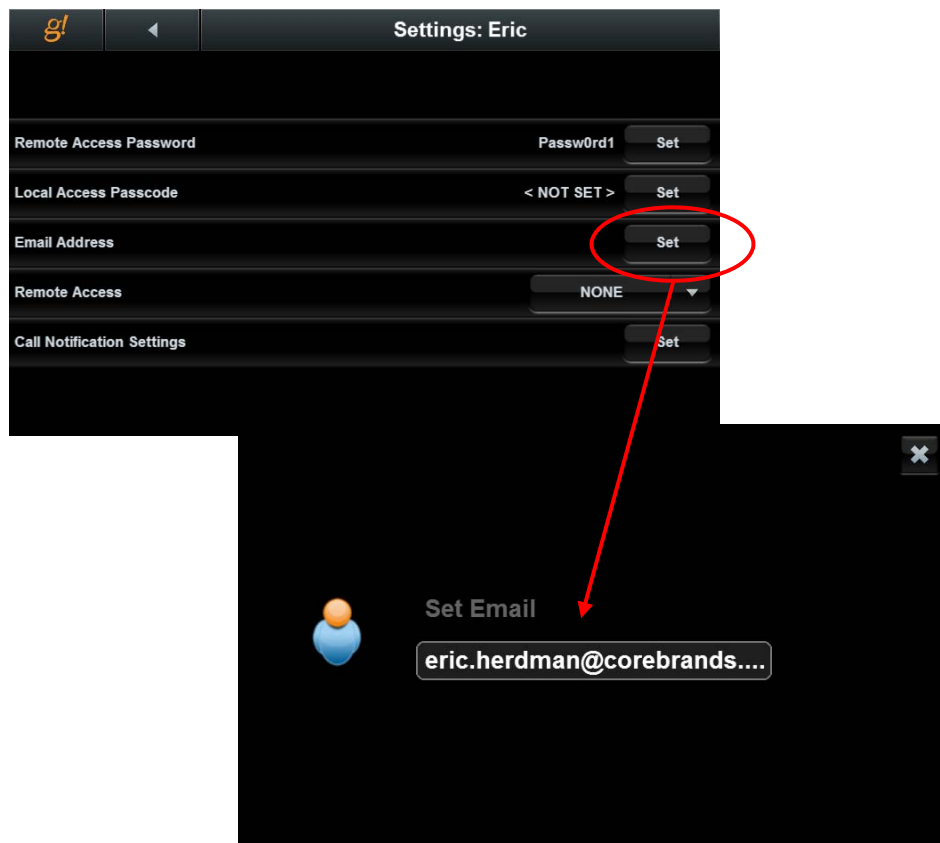 g! Settings: Eric
Remote Access Password Passw0rd1 Set
Local Access Passcode < NOT SET > Set
Email Address Set
Remote Access NONE
Call Notification Settings Set
Set Email
eric.herdman@corebrands....